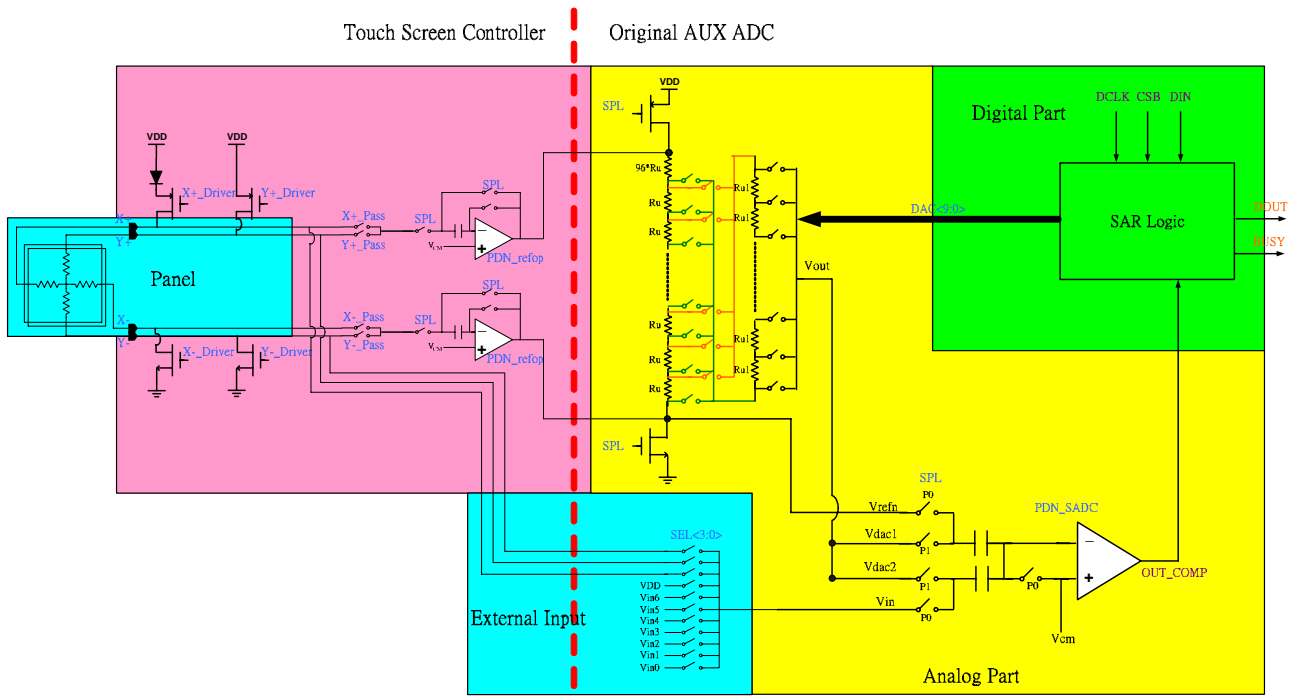 Touch Screen Controller
Original AUX ADC
VDD
SPL
Digital Part
DCLK CSB DIN
VDD
VDD
X+_Driver
Y+_Driver
SPL
96*Ru
Ru
Ru
Ru
Ru1
Ru1
DAC<9:0>
SAR Logic
DOUT
BUSY
X+
Y+
X+_Pass
Y+_Pass
SPL
VCM
PDN_refop
Panel
Vout
SPL
X-
Y-
X-_Pass
Y-_Pass
SPL
VCM
PDN_refop
X-_Driver
Y-_Driver
Ru
Ru
Ru
Ru1
Ru1
SPL
SPL
P0
Vrefn
PDN_SADC
Vdac1
P1
Vdac2
P1
P0
OUT_COMP
Vin
P0
Vcm
SEL<3:0>
VDD
Vin6
Vin5
Vin4
Vin3
Vin2
Vin1
Vin0
External Input
Analog Part